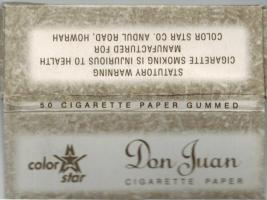 STATUTORY WARNING
CIGARETTE SMOKING IS INJURIOUS TO HEALTH
MANUFACTURED FOR
COLOR STAR CO. ANDUL ROAD, HOWRAH
50 CIGARETTE PAPER GUMMED
color star
Don Juan
CIGARETTE PAPER